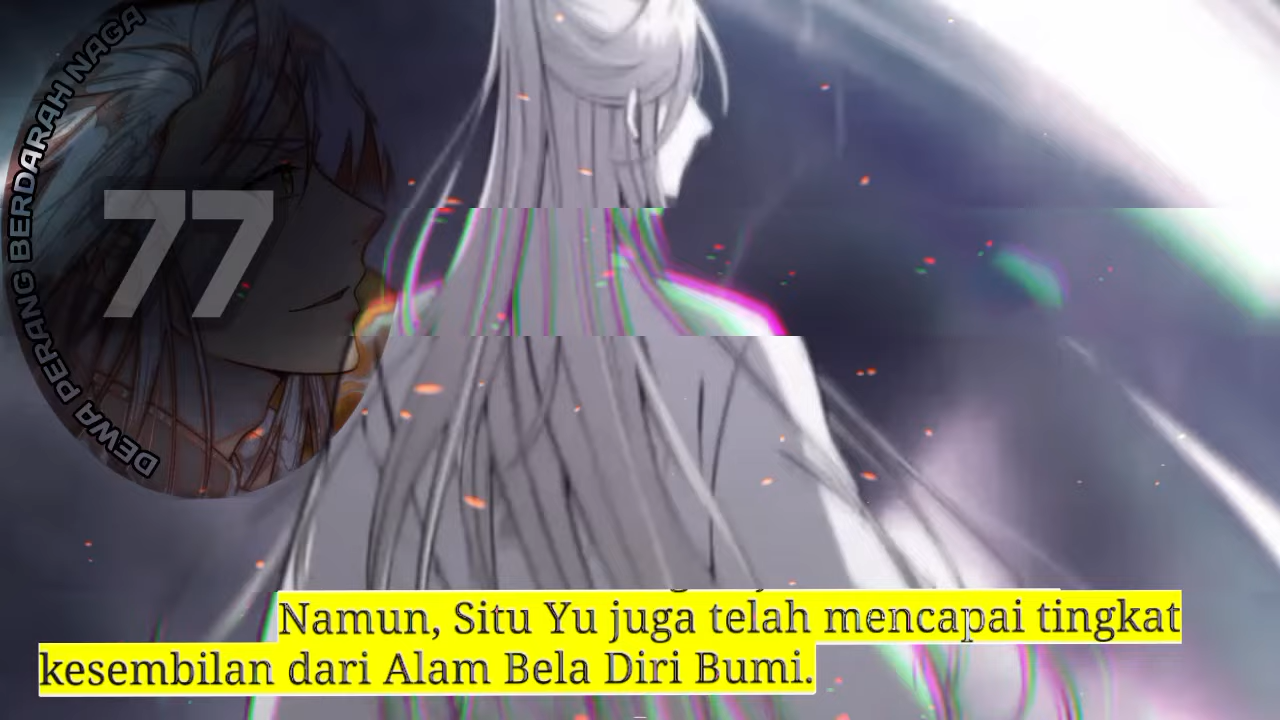 DEWA PERANG BERDARAH NAGA
77
Namun, Situ Yu juga telah mencapai tingkat
kesembilan dari Alam Bela Diri Bumi.